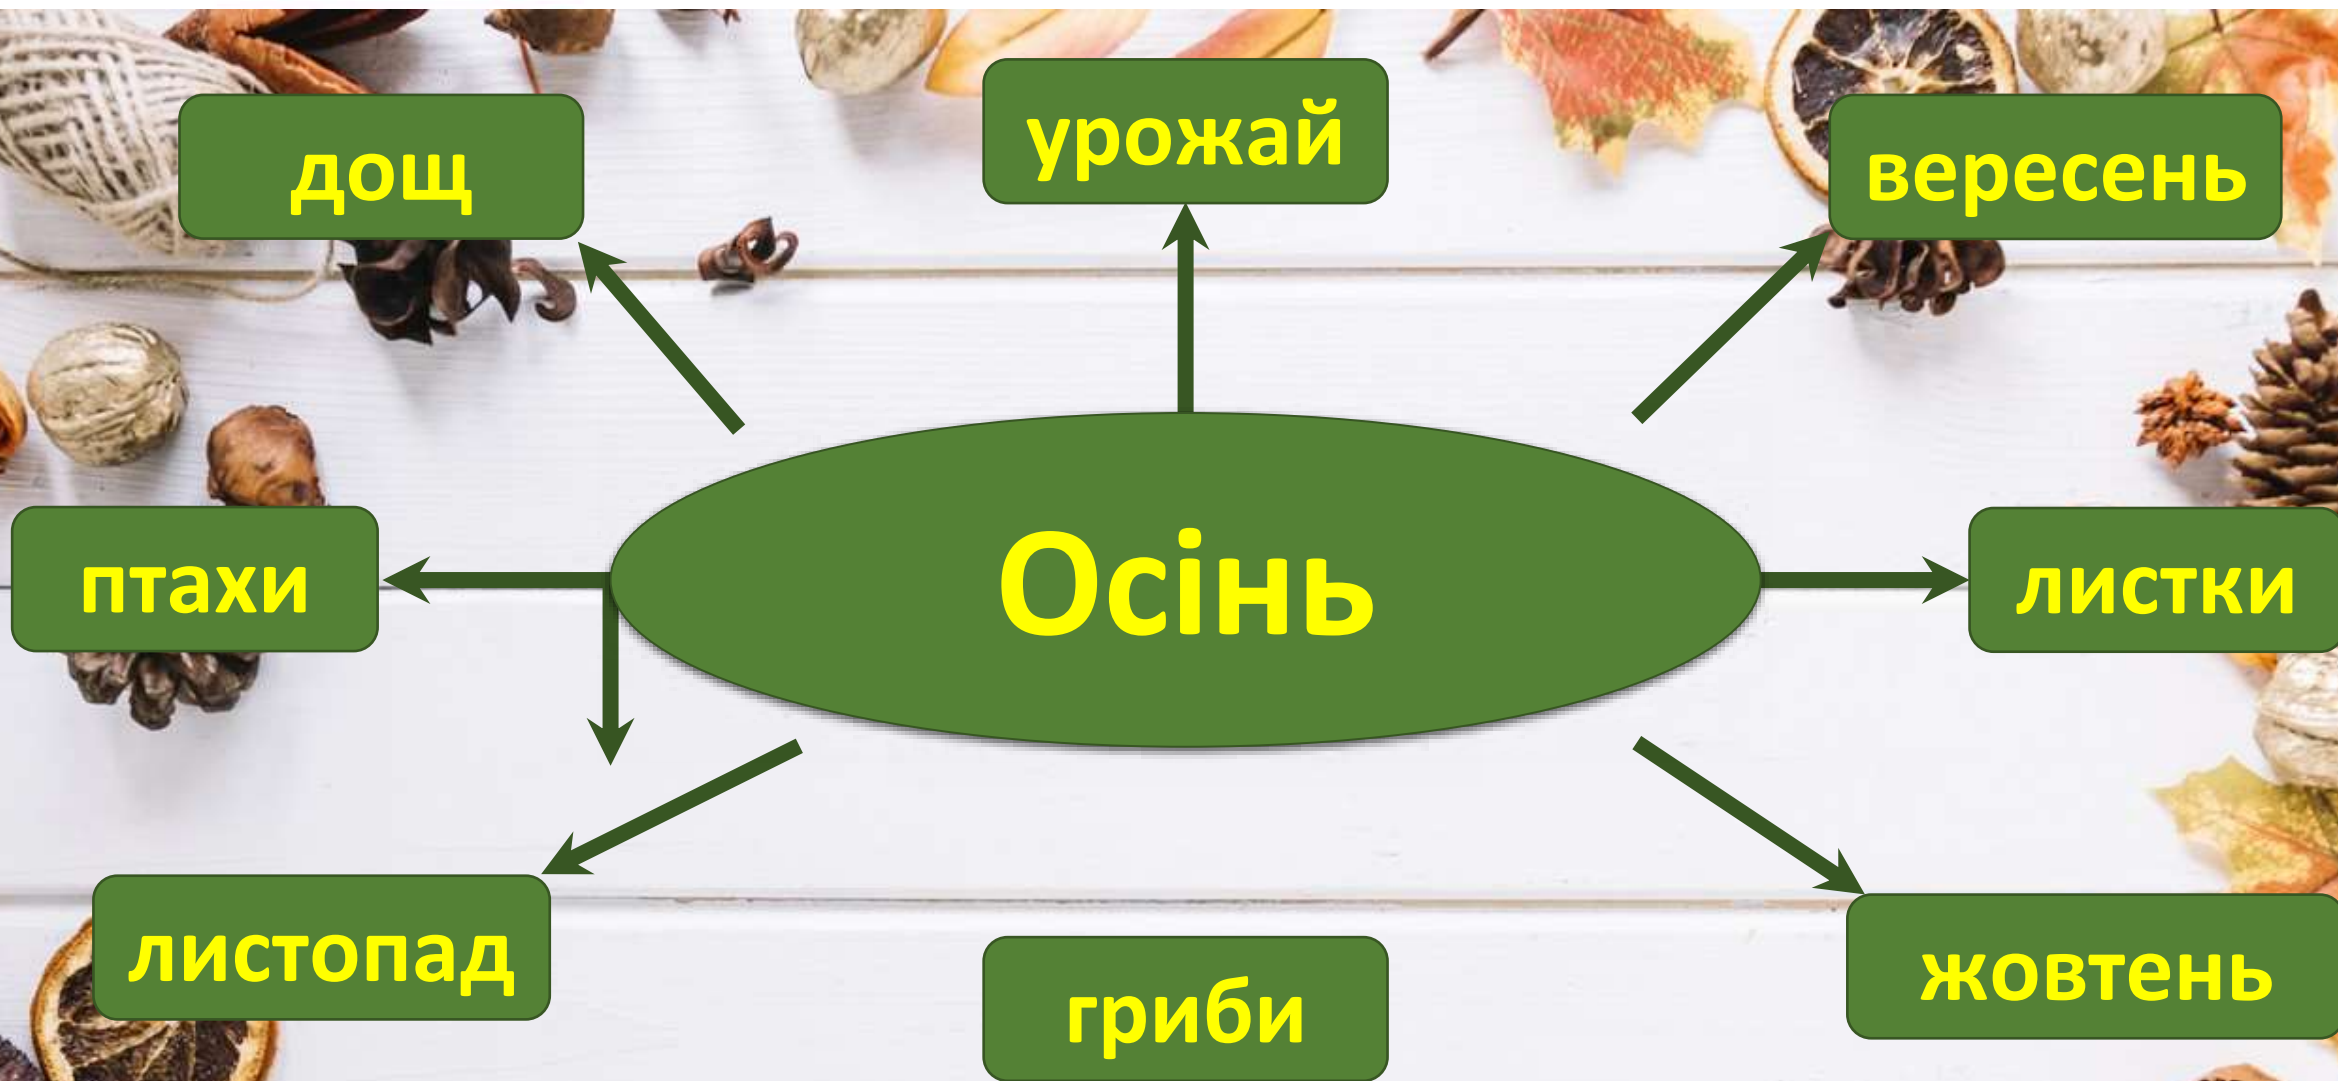 дощ
урожай
вересень
птахи
Осінь
листки
листопад
гриби
жовтень